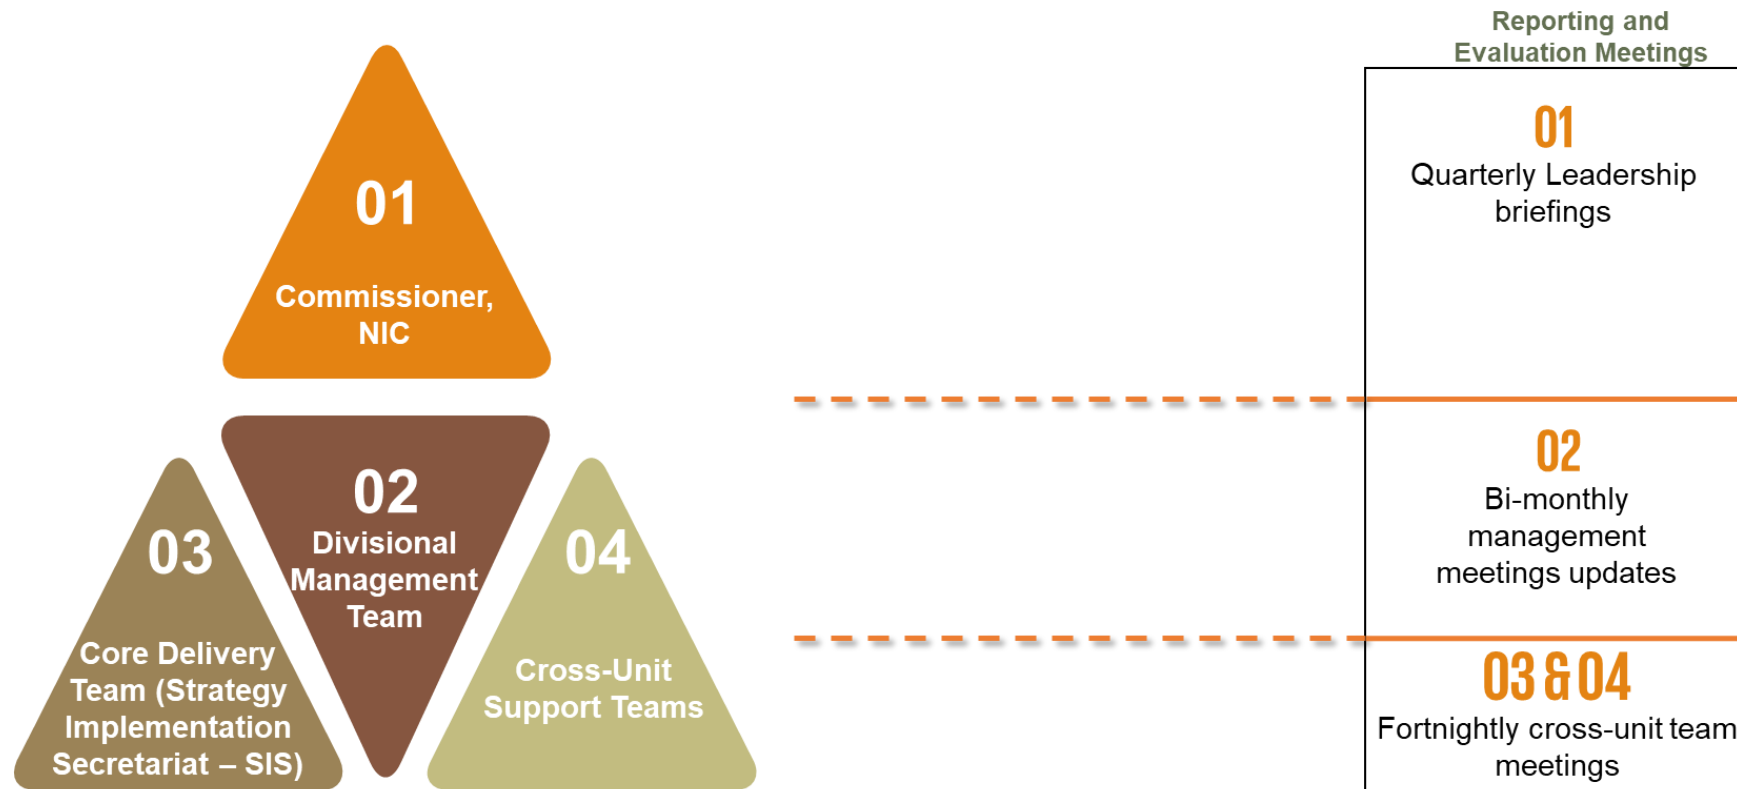 Reporting and
Evaluation Meetings
01
Commissioner,
NIC
02
Divisional
Management
Team
03
Core Delivery
Team (Strategy
Implementation
Secretariat – SIS)
04
Cross-Unit
Support Teams
01
Quarterly Leadership
briefings
02
Bi-monthly
management
meetings updates
03 & 04
Fortnightly cross-unit team
meetings